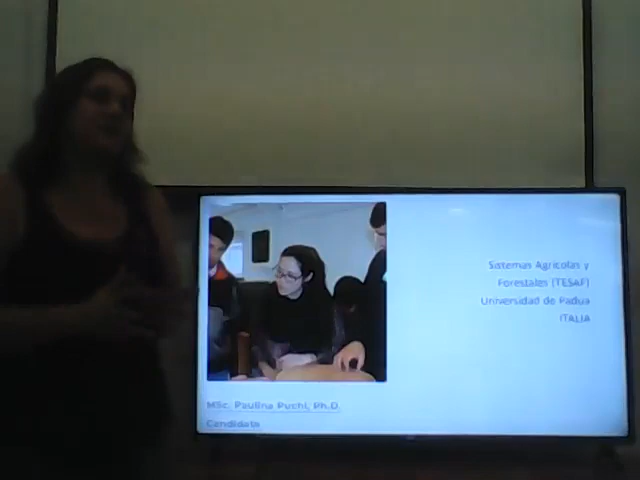 Sistemas Agrícolas y
Forestales (TESAF)
Universidad de Padua
ITALIA
MSc. Paulina Puchi, Ph.D.
Candidata